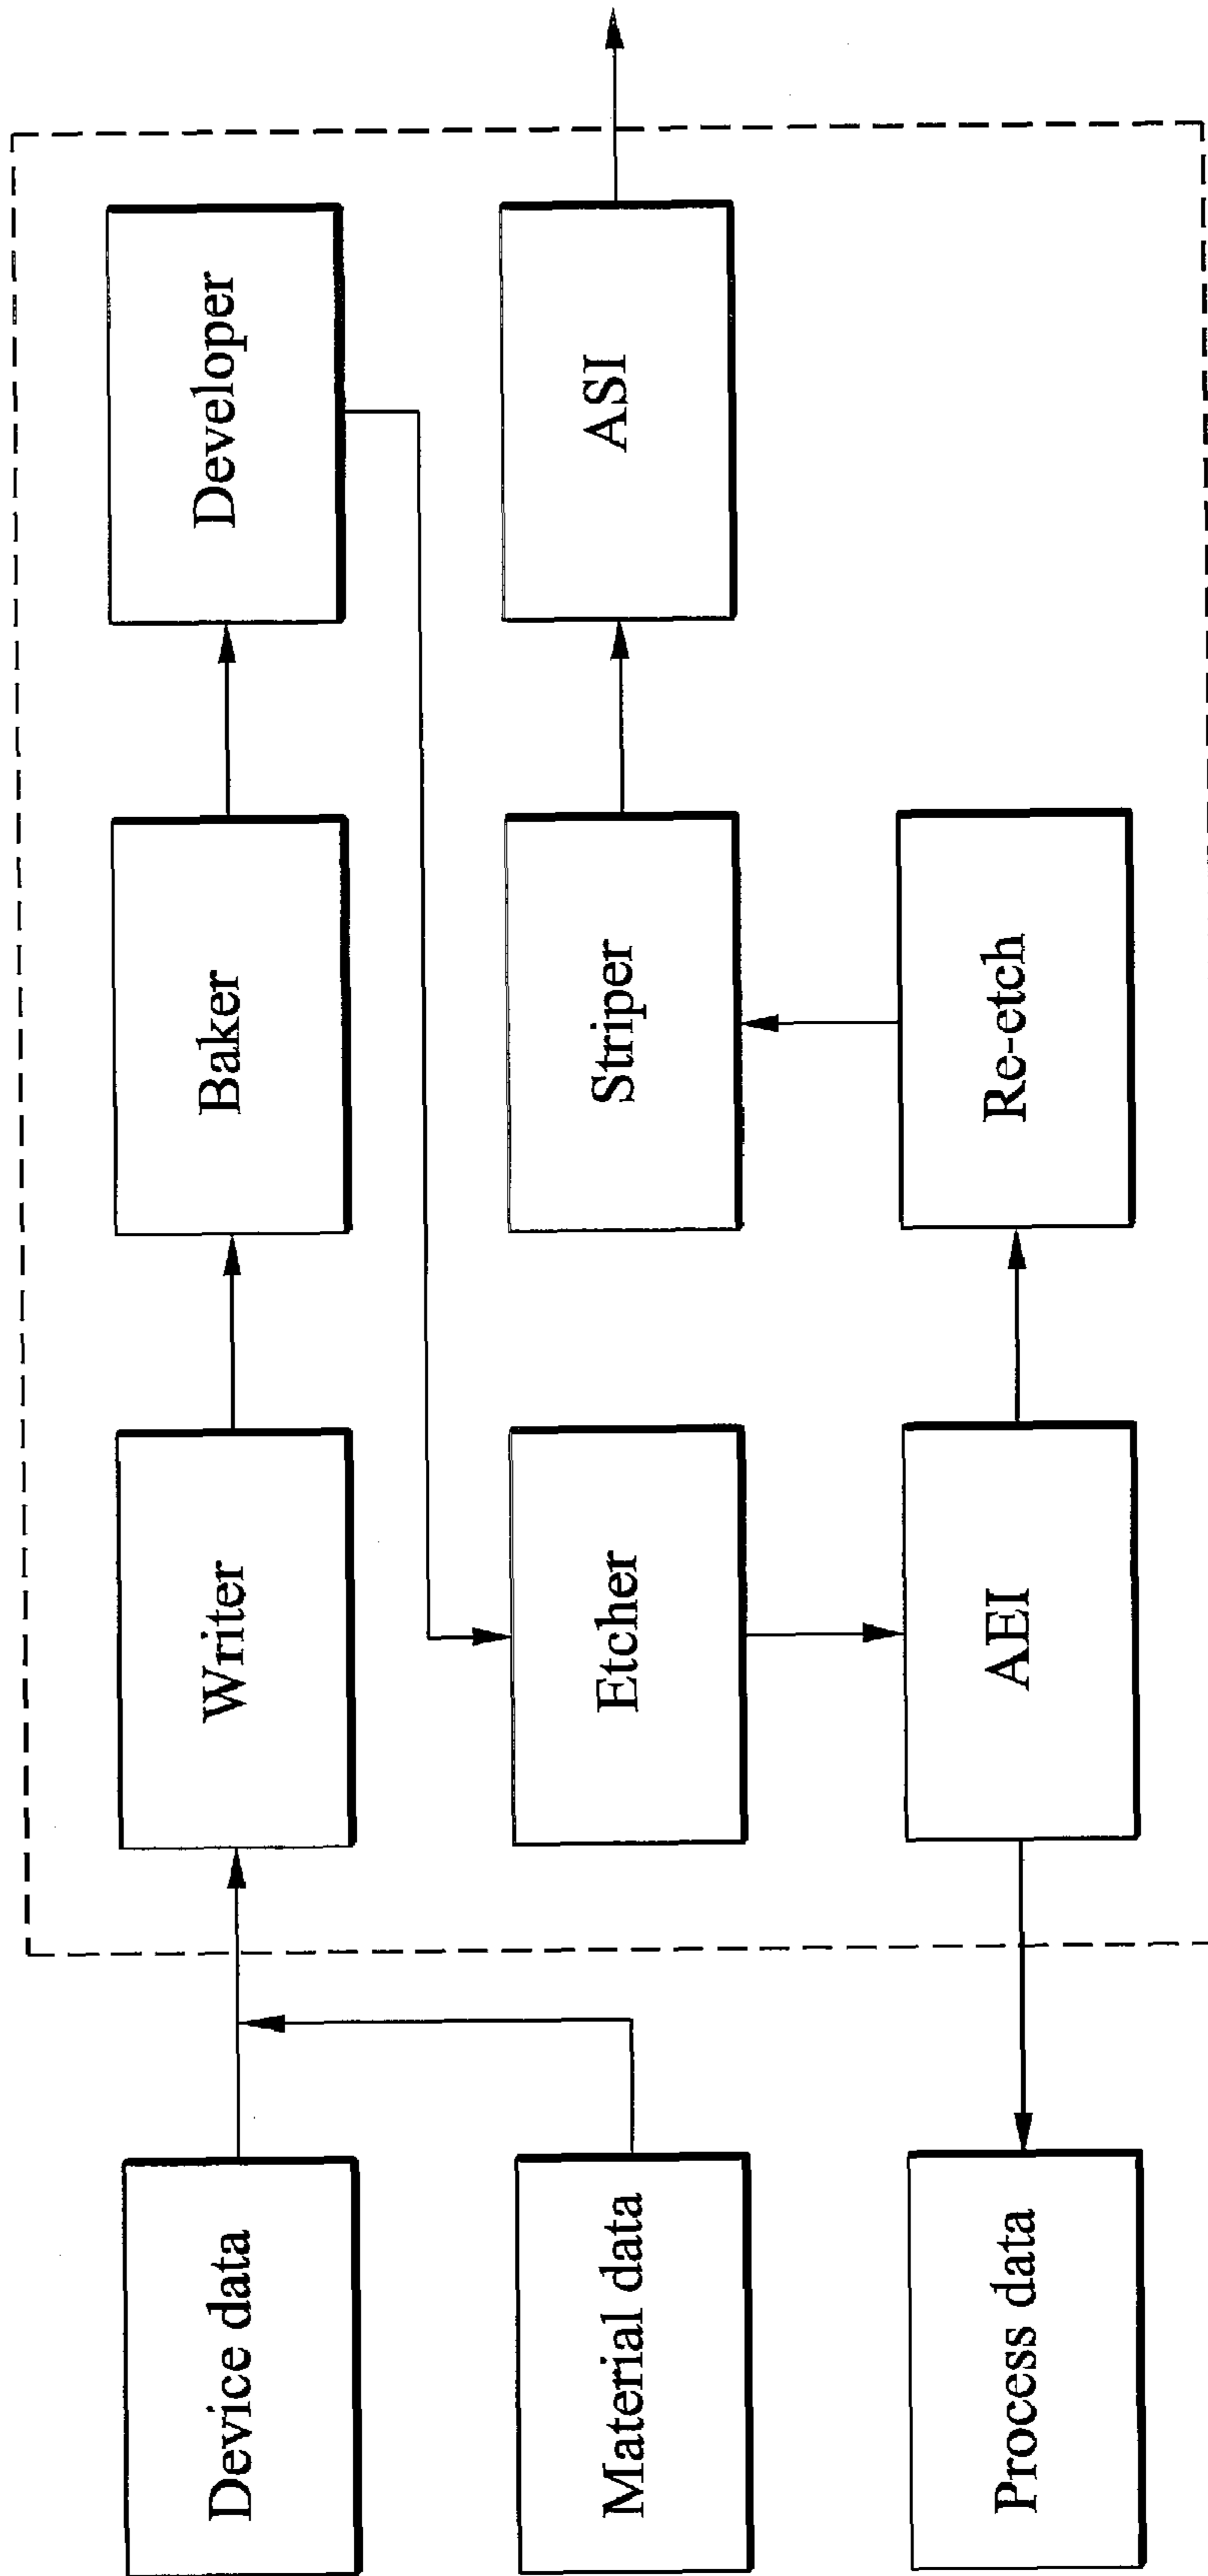 Device data
Writer
Baker
Developer
Material data
Etcher
Striper
ASI
Process data
AEI
Re-etch